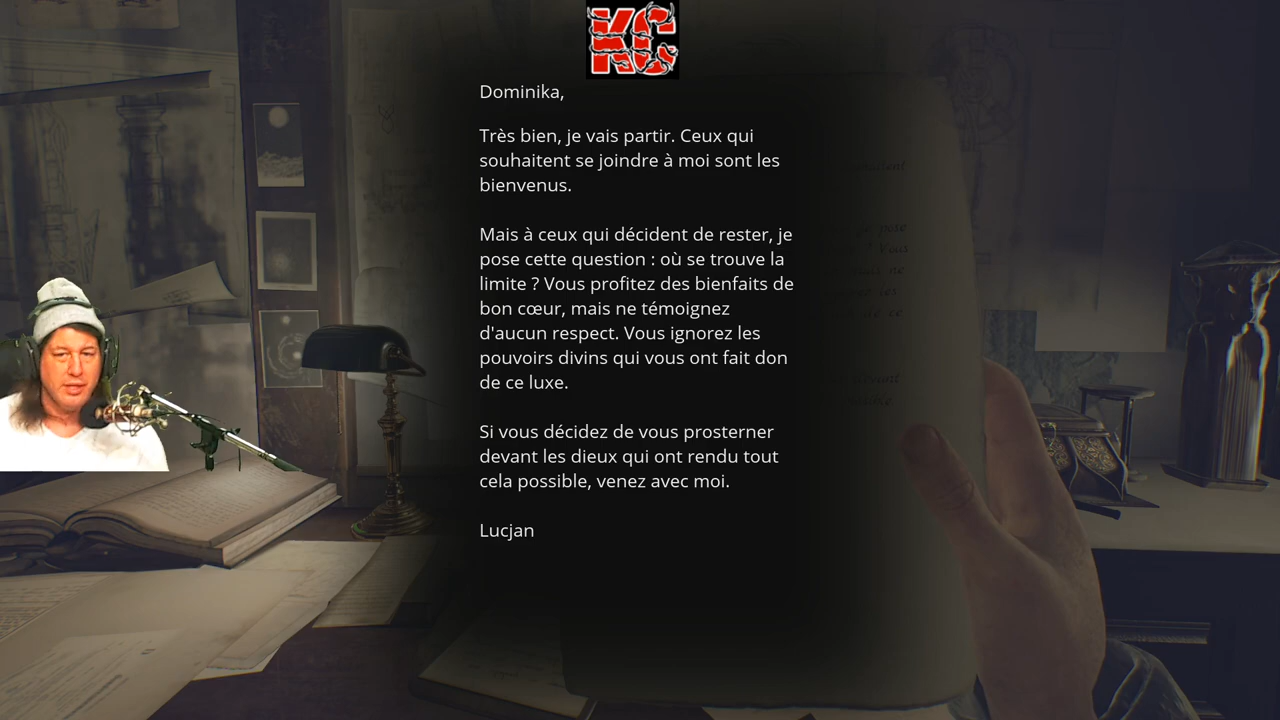 KC
Dominika,
Très bien, je vais partir. Ceux qui
souhaitent se joindre à moi sont les
bienvenus.
Mais à ceux qui décident de rester, je
pose cette question : où se trouve la
limite ? Vous profitez des bienfaits de
bon cœur, mais ne témoignez
d'aucun respect. Vous ignorez les
pouvoirs divins qui vous ont fait don
de ce luxe.
Si vous décidez de vous prosterner
devant les dieux qui ont rendu tout
cela possible, venez avec moi.
Lucjan